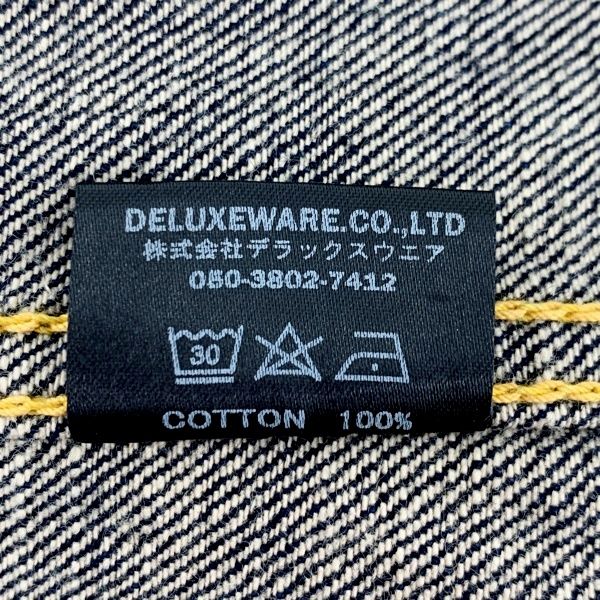 DELUXEWARE.CO.,LTD
株式会社デラックスウエア
050-3802-7412
30
COTTON 100%